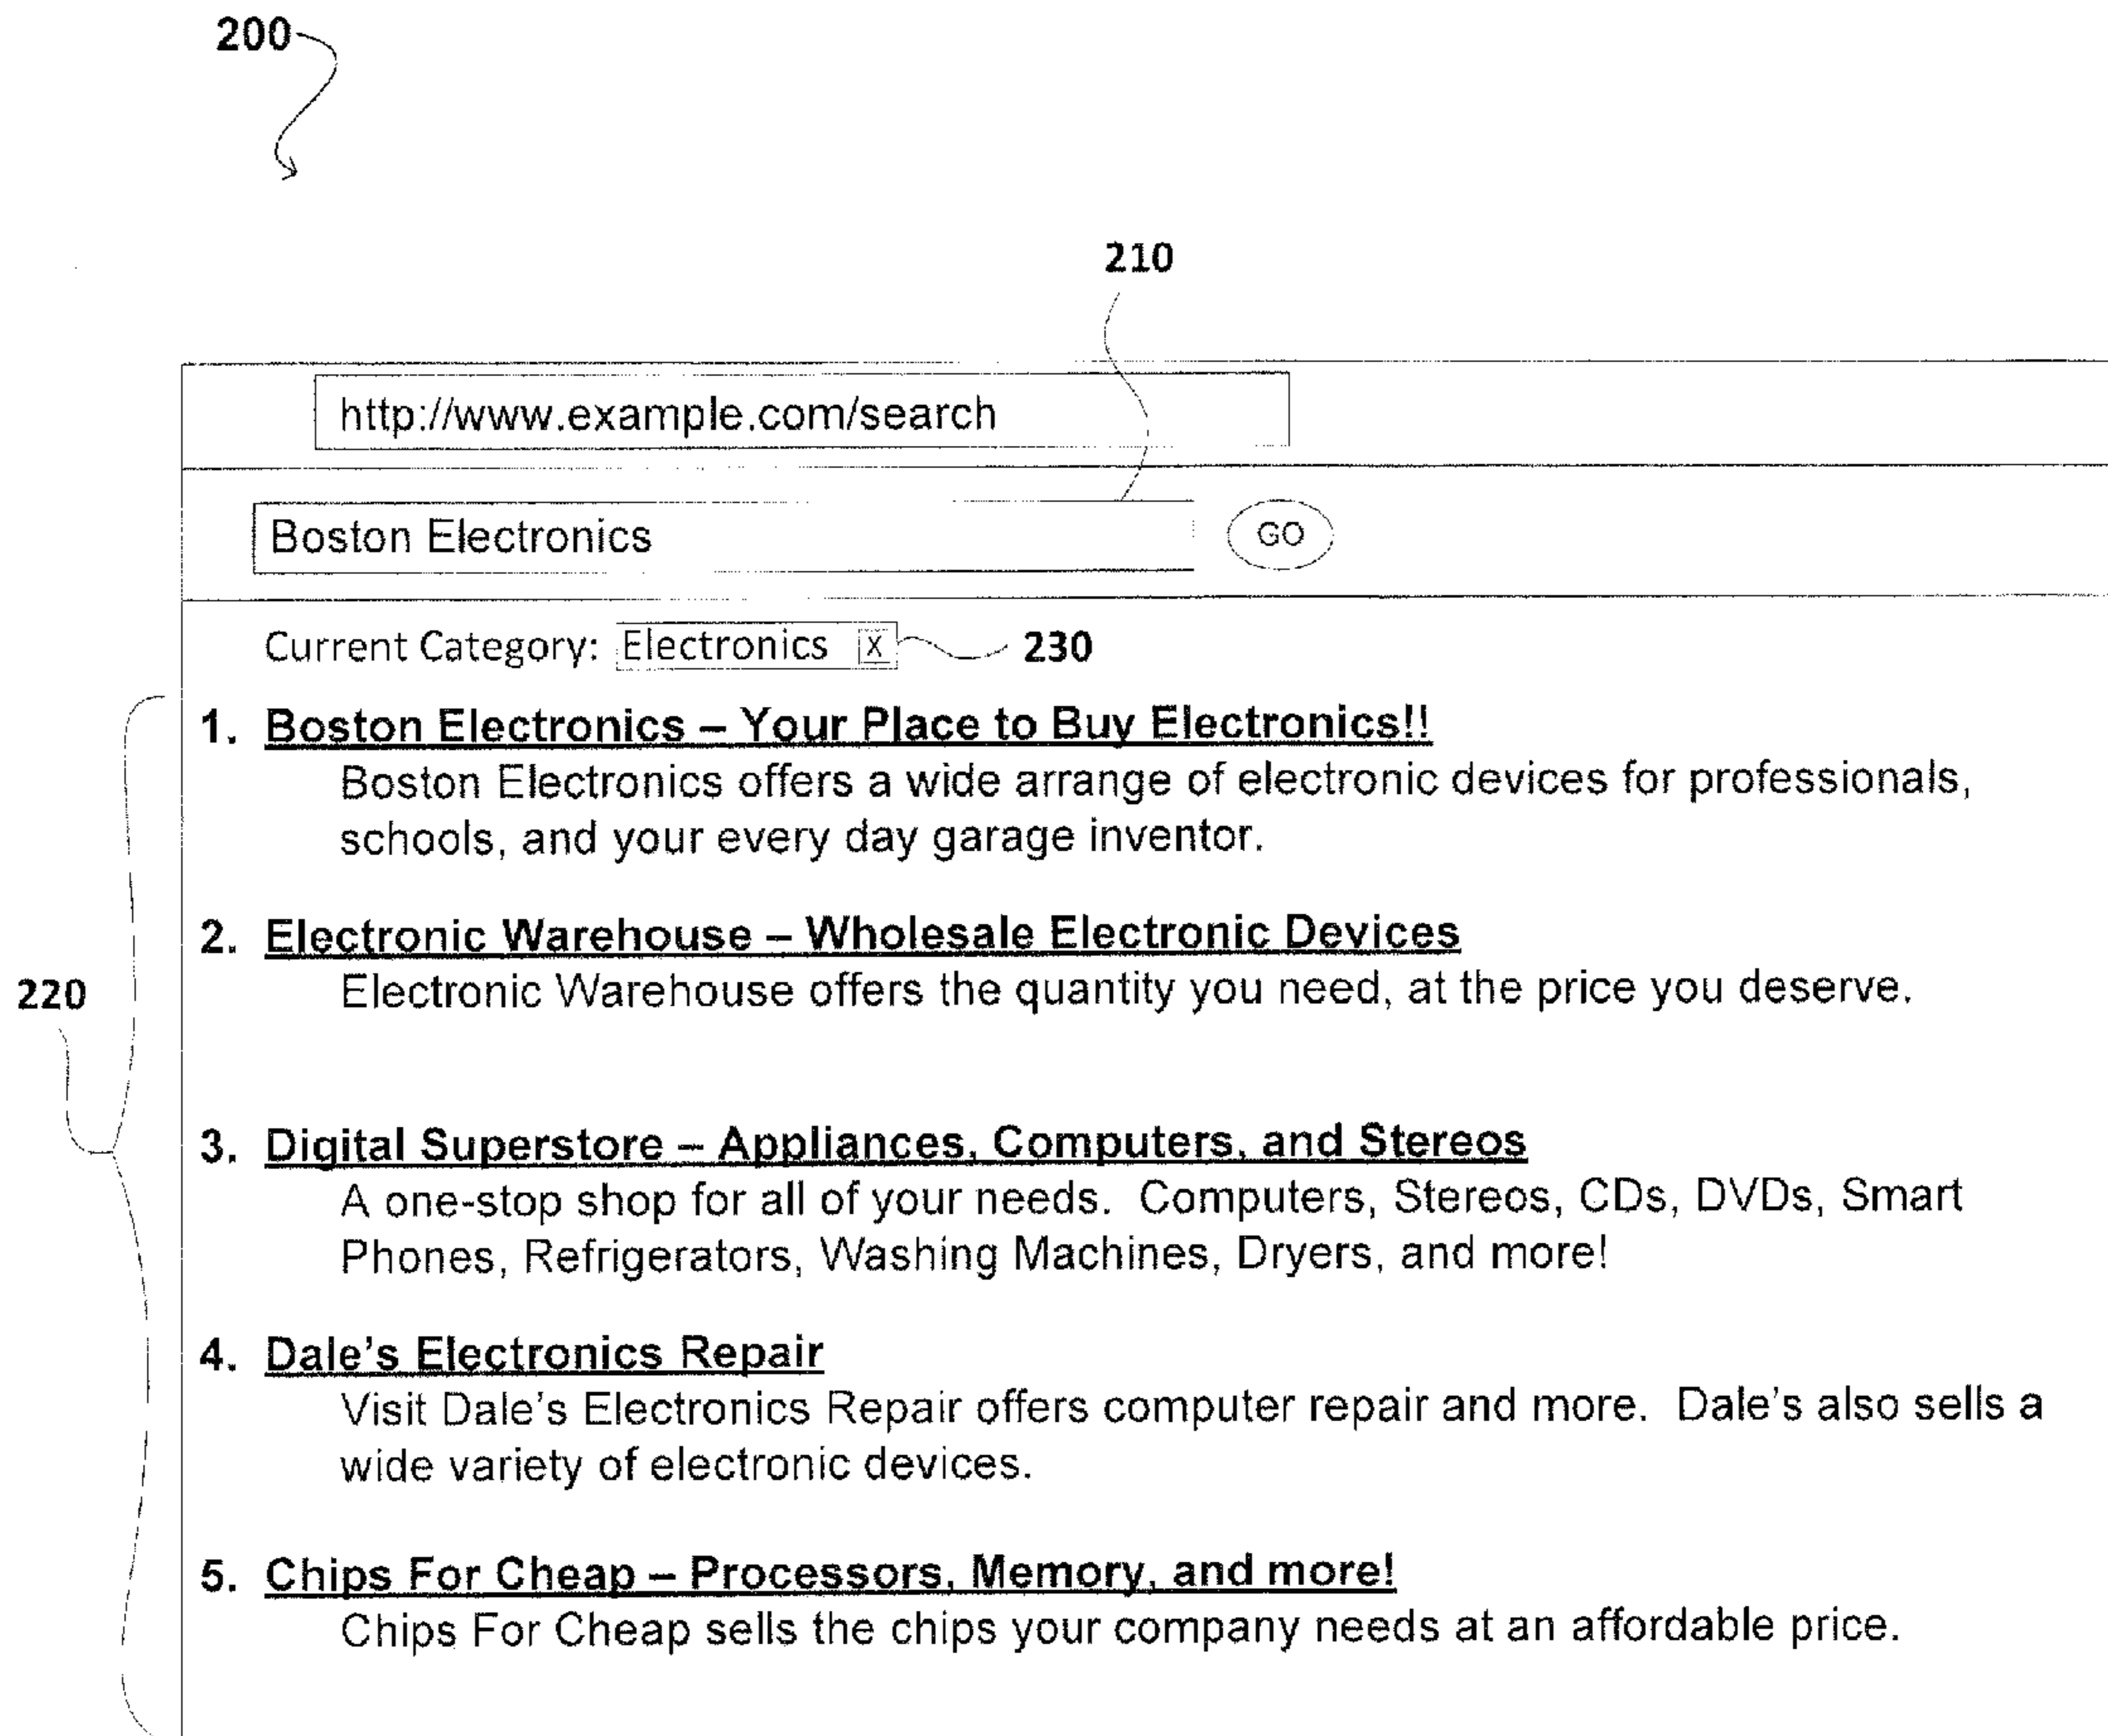 200
210
http://www.example.com/search
Boston Electronics GO
Current Category: Electronics X 230
1. Boston Electronics – Your Place to Buy Electronics!!
Boston Electronics offers a wide arrange of electronic devices for professionals,
schools, and your every day garage inventor.
2. Electronic Warehouse – Wholesale Electronic Devices
Electronic Warehouse offers the quantity you need, at the price you deserve.
220
3. Digital Superstore – Appliances, Computers, and Stereos
A one-stop shop for all of your needs. Computers, Stereos, CDs, DVDs, Smart
Phones, Refrigerators, Washing Machines, Dryers, and more!
4. Dale's Electronics Repair
Visit Dale's Electronics Repair offers computer repair and more. Dale's also sells a
wide variety of electronic devices.
5. Chips For Cheap – Processors, Memory, and more!
Chips For Cheap sells the chips your company needs at an affordable price.